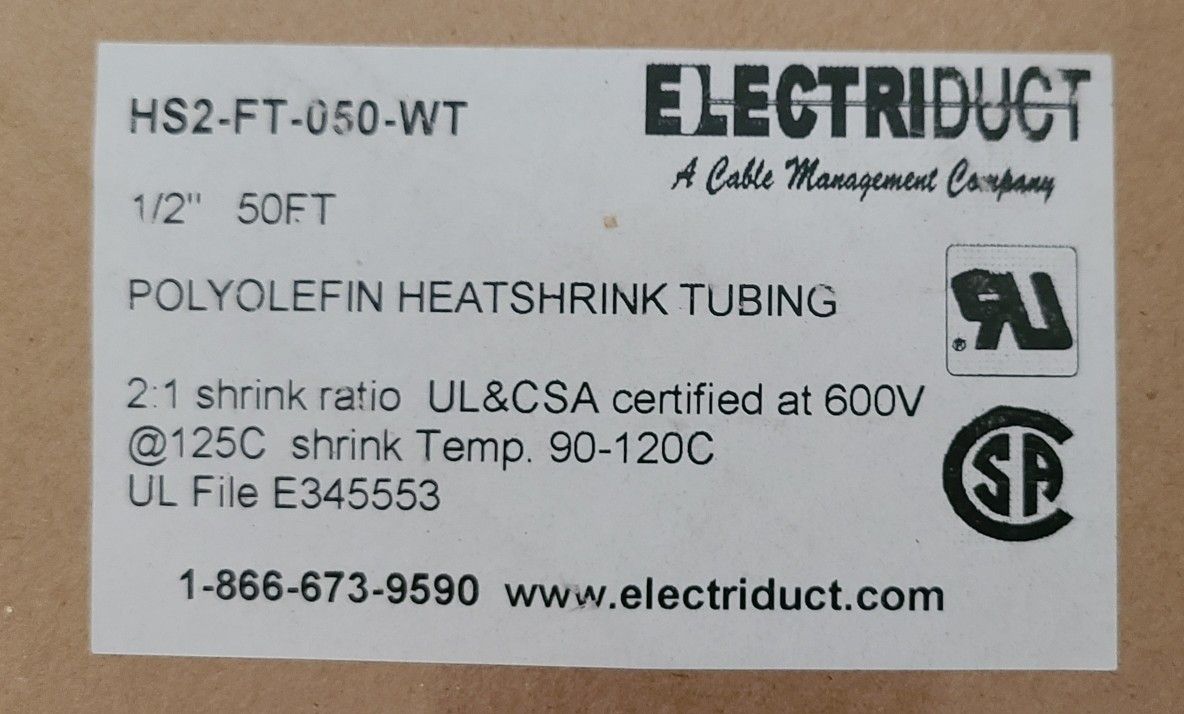 HS2-FT-050-WT
ELECTRIDUCT
A Cable Management Company
1/2" 50FT
POLYOLEFIN HEATSHRINK TUBING
RU
®
2:1 shrink ratio UL&CSA certified at 600V
@125C shrink Temp. 90-120C
UL File E345553
CSA
1-866-673-9590 www.electriduct.com